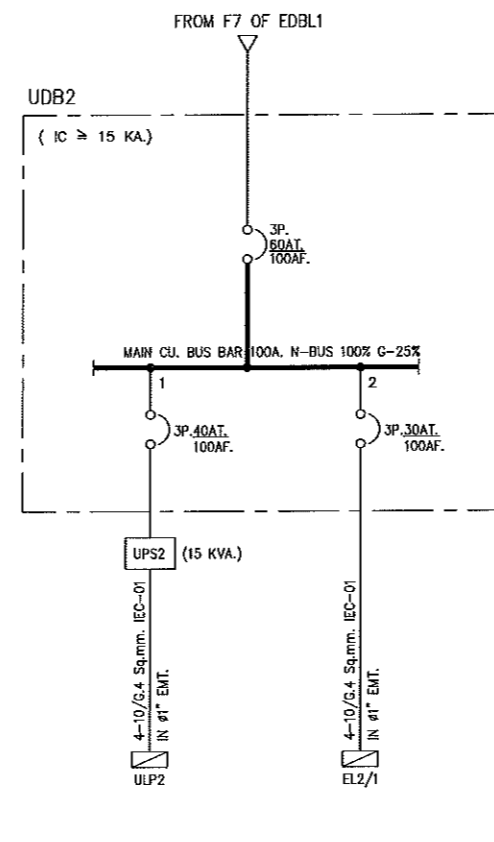 FROM F7 OF EDBL1
UDB2
( IC ≥ 15 KA.)
3P.
60AT.
100AF.
MAIN CU. BUS BAR 100A. N-BUS 100% G-25%
1
2
3P.40AT.
100AF.
3P.30AT.
100AF.
UPS2
(15 KVA.)
4-10/G.4 Sq.mm. IEC-01
IN ø1" EMT.
4-10/G.4 Sq.mm. IEC-01
IN ø1" EMT.
ULP2
EL2/1